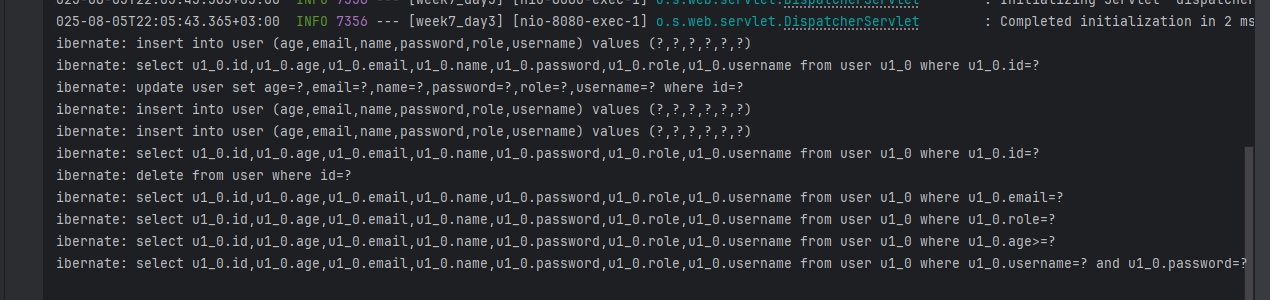 025-08-05T22:05:43.365+03:00  INFO 7356 --- [week7_day3] [nio-8080-exec-1] o.s.web.servlet.DispatcherServlet        : Initializing Servlet 'dispatcher
025-08-05T22:05:43.365+03:00  INFO 7356 --- [week7_day3] [nio-8080-exec-1] o.s.web.servlet.DispatcherServlet        : Completed initialization in 2 ms
ibernate: insert into user (age,email,name,password,role,username) values (?,?,?,?,?,?)
ibernate: select u1_0.id,u1_0.age,u1_0.email,u1_0.name,u1_0.password,u1_0.role,u1_0.username from user u1_0 where u1_0.id=?
ibernate: update user set age=?,email=?,name=?,password=?,role=?,username=? where id=?
ibernate: insert into user (age,email,name,password,role,username) values (?,?,?,?,?,?)
ibernate: insert into user (age,email,name,password,role,username) values (?,?,?,?,?,?)
ibernate: select u1_0.id,u1_0.age,u1_0.email,u1_0.name,u1_0.password,u1_0.role,u1_0.username from user u1_0 where u1_0.id=?
ibernate: delete from user where id=?
ibernate: select u1_0.id,u1_0.age,u1_0.email,u1_0.name,u1_0.password,u1_0.role,u1_0.username from user u1_0 where u1_0.email=?
ibernate: select u1_0.id,u1_0.age,u1_0.email,u1_0.name,u1_0.password,u1_0.role,u1_0.username from user u1_0 where u1_0.role=?
ibernate: select u1_0.id,u1_0.age,u1_0.email,u1_0.name,u1_0.password,u1_0.role,u1_0.username from user u1_0 where u1_0.age>=?
ibernate: select u1_0.id,u1_0.age,u1_0.email,u1_0.name,u1_0.password,u1_0.role,u1_0.username from user u1_0 where u1_0.username=? and u1_0.password=?